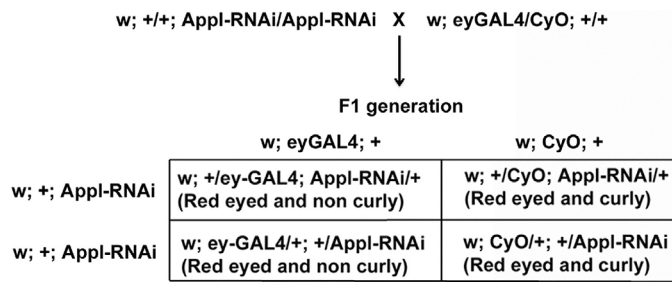 w; +/+; Appl-RNAi/Appl-RNAi X w; eyGAL4/CyO; +/+
F1 generation
w; eyGAL4; + w; CyO; +
w; +; Appl-RNAi w; +/ey-GAL4; Appl-RNAi/+ w; +/CyO; Appl-RNAi/+
(Red eyed and non curly) (Red eyed and curly)
w; +; Appl-RNAi w; ey-GAL4/+; +/Appl-RNAi w; CyO/+; +/Appl-RNAi
(Red eyed and non curly) (Red eyed and curly)